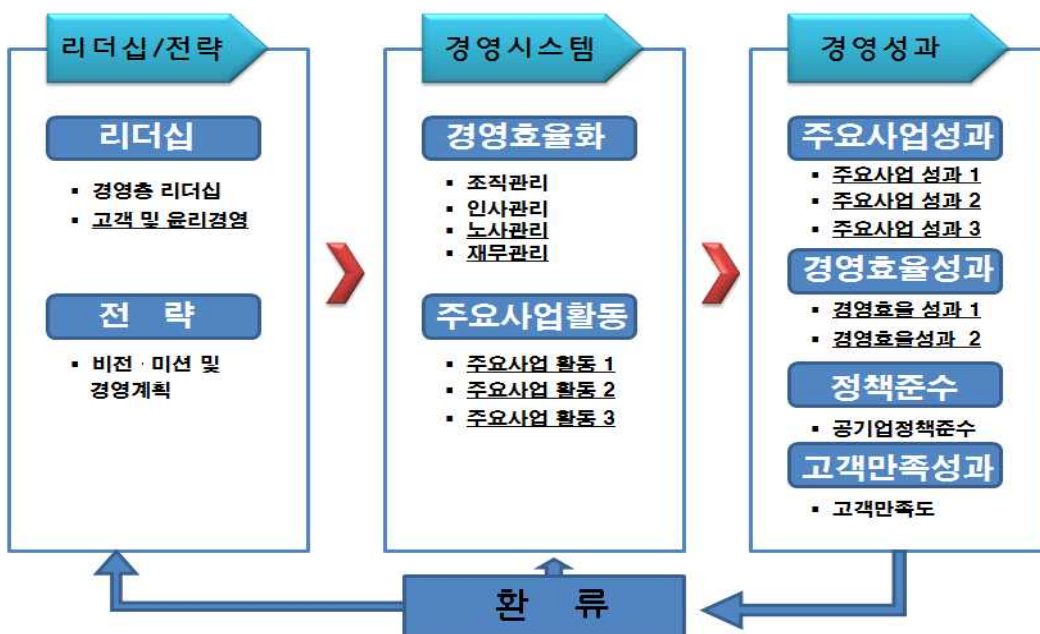 리더십/전략
리더십
▪ 경영층 리더십
▪ 고객 및 윤리경영
전 략
▪ 비전 · 미션 및
경영계획
경영시스템
경영효율화
▪ 조직관리
▪ 인사관리
▪ 노사관리
▪ 재무관리
주요사업활동
▪ 주요사업 활동 1
▪ 주요사업 활동 2
▪ 주요사업 활동 3
경영성과
주요사업성과
▪ 주요사업 성과 1
▪ 주요사업 성과 2
▪ 주요사업 성과 3
경영효율성과
▪ 경영효율 성과 1
▪ 경영효율성과 2
정책준수
▪ 공기업정책준수
고객만족성과
▪ 고객만족도
환 류